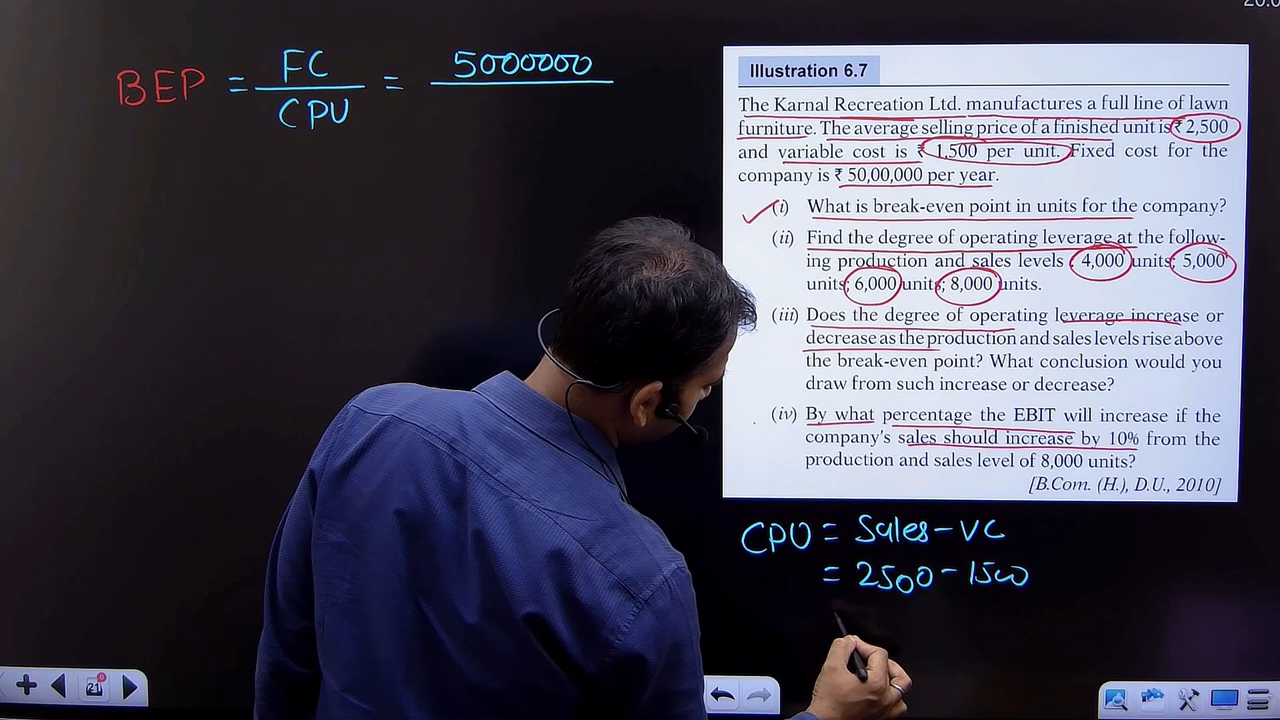 BEP = FC / CPU = 5000000
Illustration 6.7
The Karnal Recreation Ltd. manufactures a full line of lawn
furniture. The average selling price of a finished unit is ₹ 2,500
and variable cost is ₹ 1,500 per unit. Fixed cost for the
company is ₹ 50,00,000 per year.
(i) What is break-even point in units for the company?
(ii) Find the degree of operating leverage at the follow-
ing production and sales levels : 4,000 units; 5,000
units; 6,000 units; 8,000 units.
(iii) Does the degree of operating leverage increase or
decrease as the production and sales levels rise above
the break-even point? What conclusion would you
draw from such increase or decrease?
(iv) By what percentage the EBIT will increase if the
company's sales should increase by 10% from the
production and sales level of 8,000 units?
[B.Com. (H.), D.U., 2010]
CPU = Sales - VC
= 2500 - 1500
21